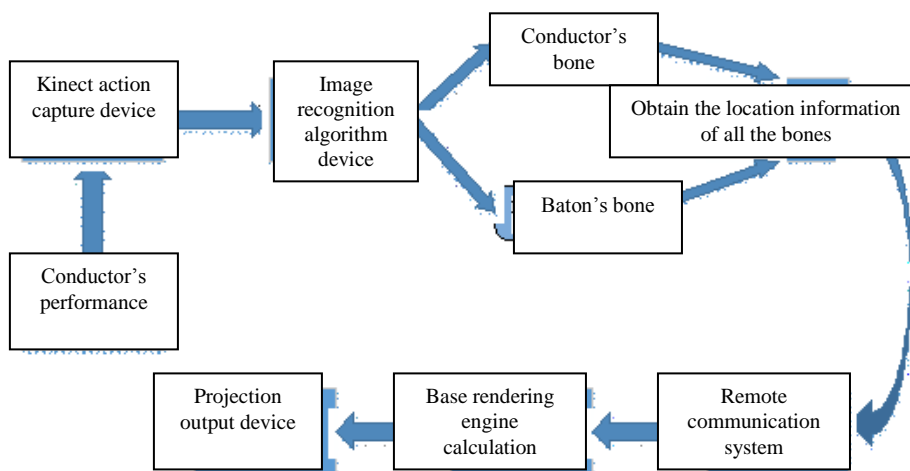 Conductor's
bone
Kinect action
capture device
Image
recognition
algorithm
device
Obtain the location information
of all the bones
Baton's bone
Conductor's
performance
Projection
output device
Base rendering
engine
calculation
Remote
communication
system